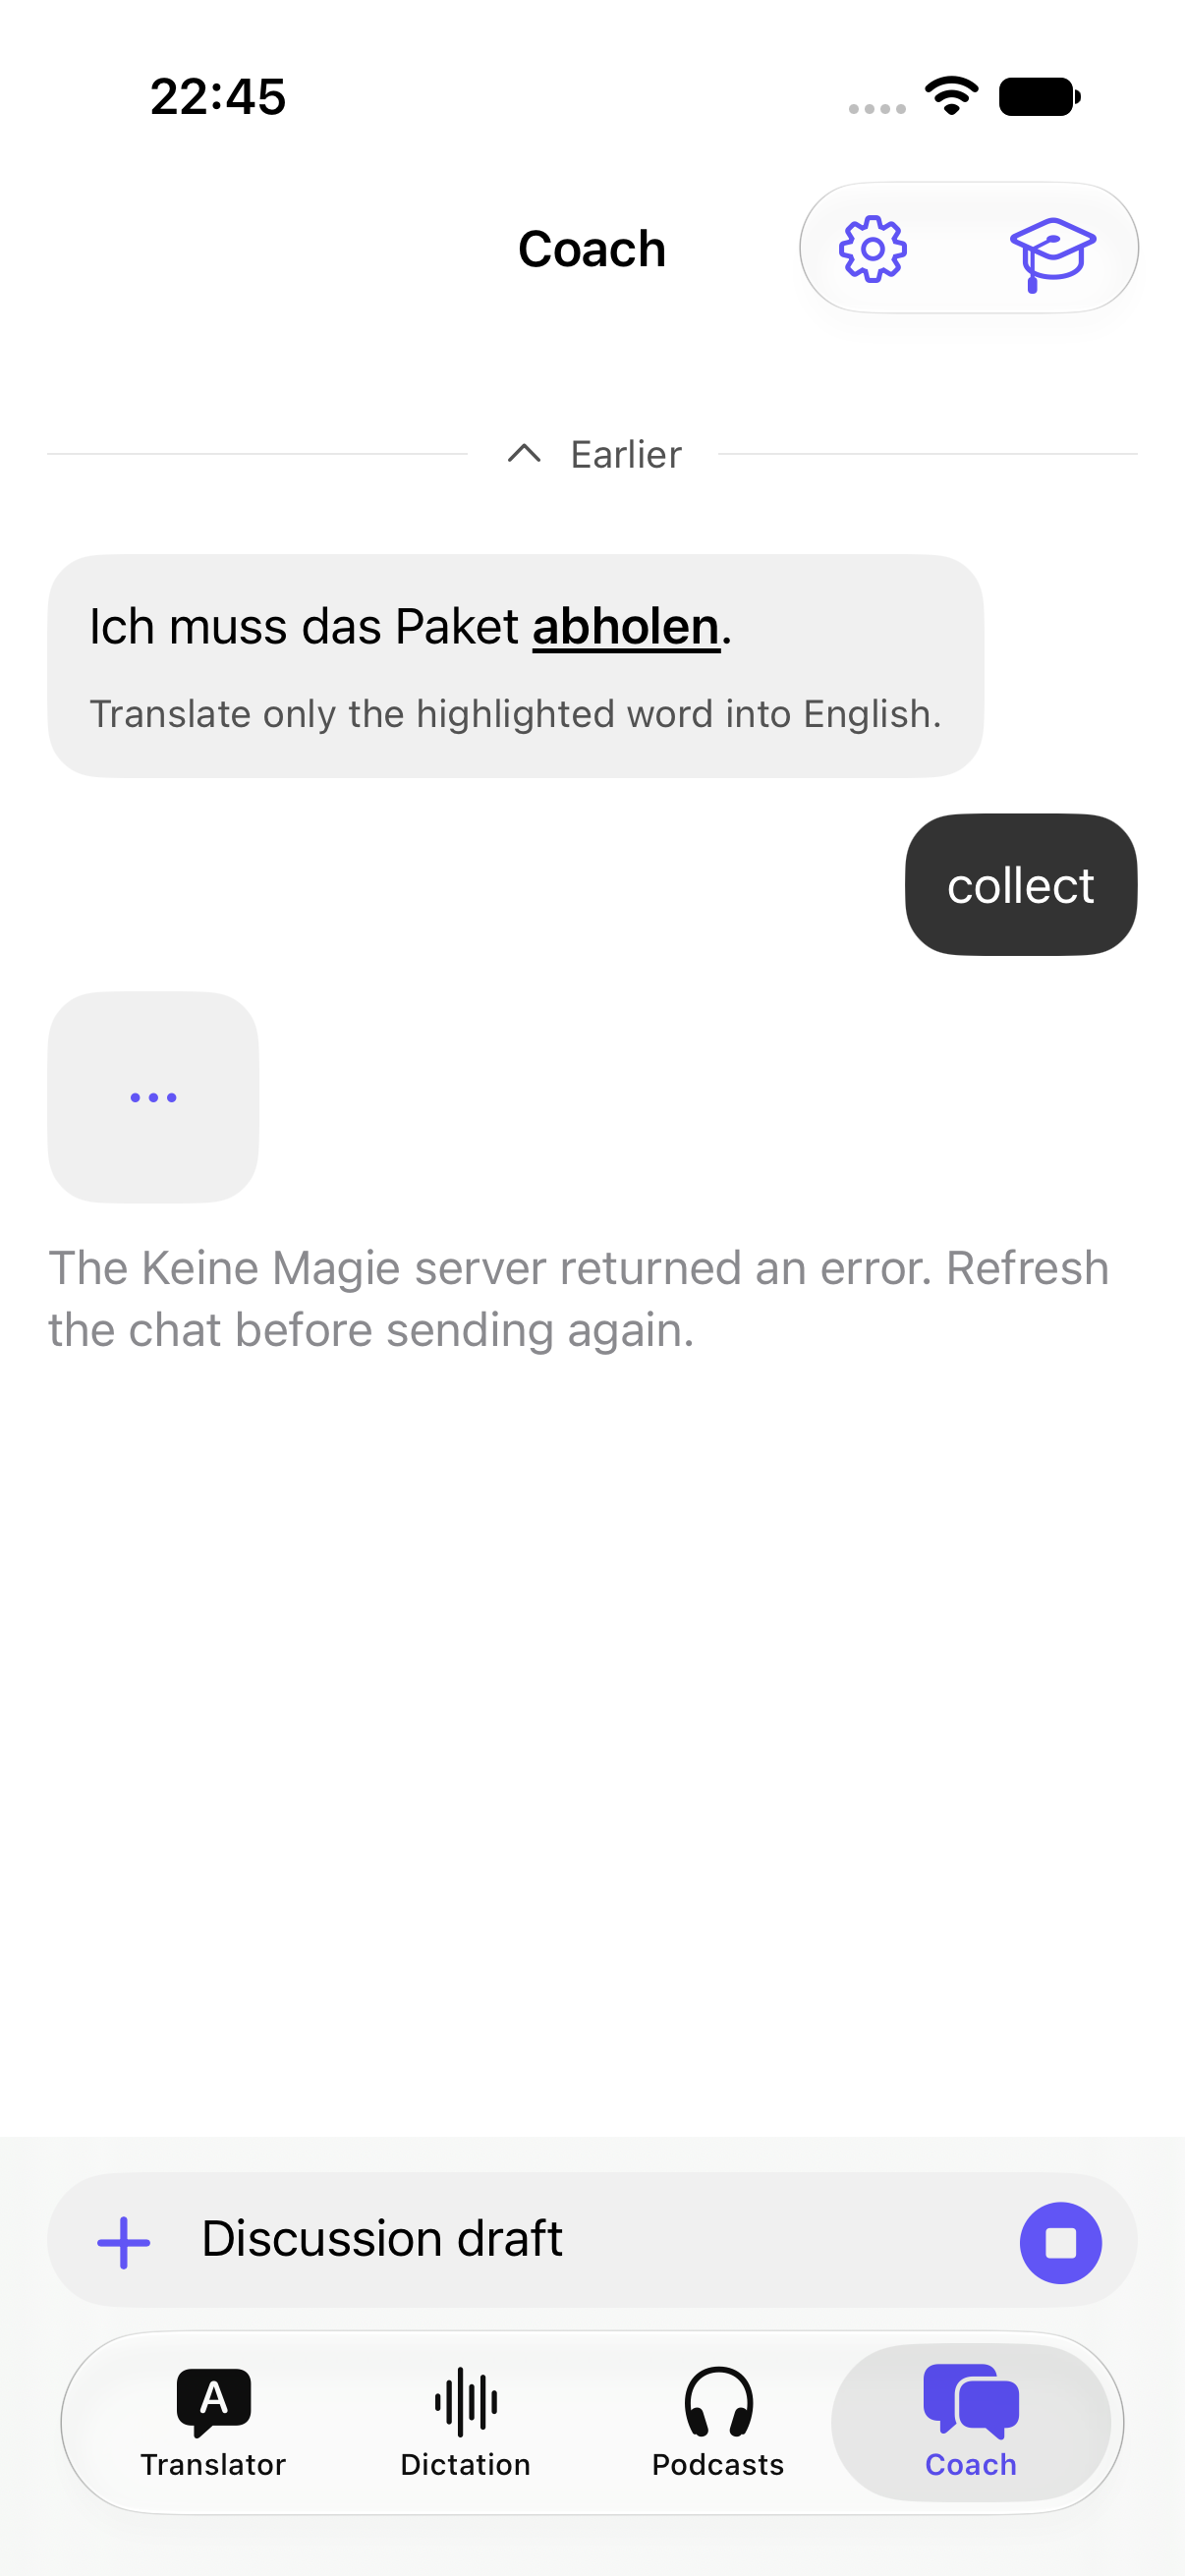 22:45
Coach
Earlier
Ich muss das Paket abholen.
Translate only the highlighted word into English.
collect
...
The Keine Magie server returned an error. Refresh
the chat before sending again.
Discussion draft
A
Translator
Dictation
Podcasts
Coach